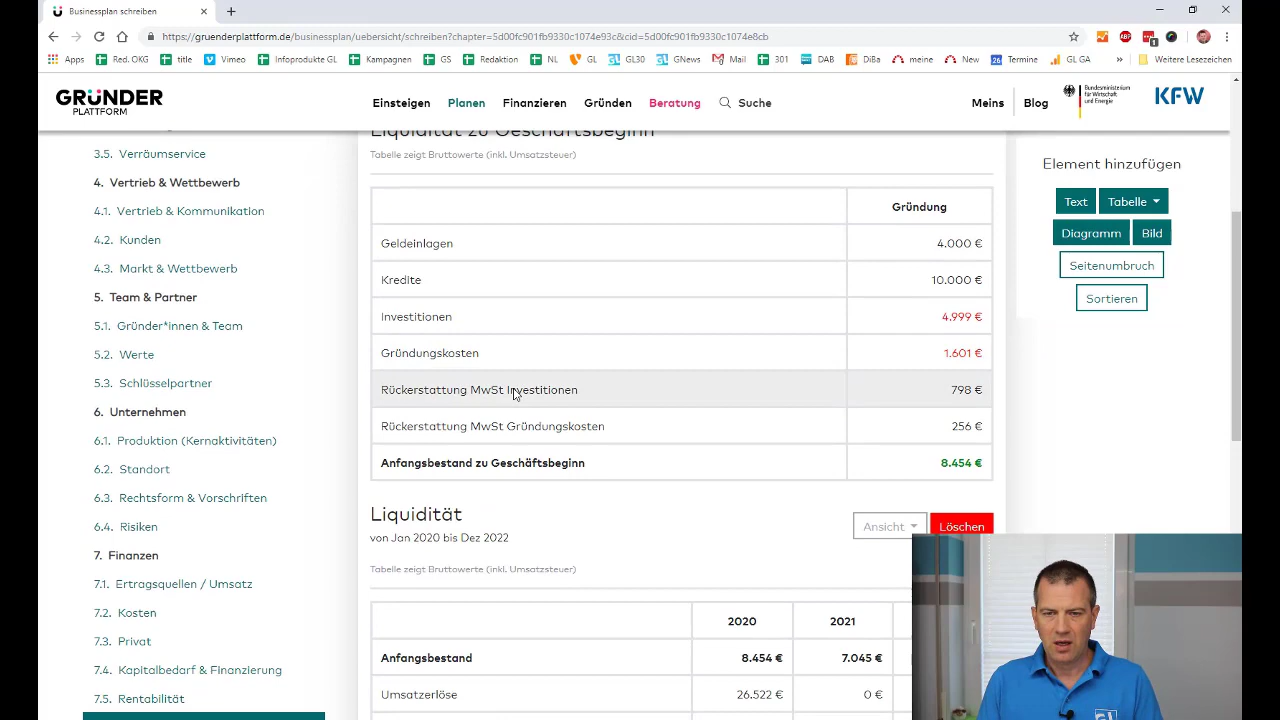 Businessplan schreiben
https://gruenderplattform.de/businessplan/uebersicht/schreiben?chapter=5d00fc901fb9330c1074e93c&cid=5d00fc901fb9330c1074e8cb
Apps Red. OKG title Vimeo Infoprodukte GL Kampagnen GS Redaktion NL GL GL30 GNews Mail 301 DAB DiBa meine New Termine GL GA » Weitere Lesezeichen
GRÜNDER
PLATTFORM
Einsteigen Planen Finanzieren Gründen Beratung Suche Meins Blog
Bundesministerium
für Wirtschaft
und Energie
KFW
3.5. Verräumservice
4. Vertrieb & Wettbewerb
4.1. Vertrieb & Kommunikation
4.2. Kunden
4.3. Markt & Wettbewerb
5. Team & Partner
5.1. Gründer*innen & Team
5.2. Werte
5.3. Schlüsselpartner
6. Unternehmen
6.1. Produktion (Kernaktivitäten)
6.2. Standort
6.3. Rechtsform & Vorschriften
6.4. Risiken
7. Finanzen
7.1. Ertragsquellen / Umsatz
7.2. Kosten
7.3. Privat
7.4. Kapitalbedarf & Finanzierung
7.5. Rentabilität
Liquidität zu Geschäftsbeginn
Tabelle zeigt Bruttowerte (inkl. Umsatzsteuer)
Gründung
Geldeinlagen 4.000 €
Kredite 10.000 €
Investitionen 4.999 €
Gründungskosten 1.601 €
Rückerstattung MwSt Investitionen 798 €
Rückerstattung MwSt Gründungskosten 256 €
Anfangsbestand zu Geschäftsbeginn 8.454 €
Liquidität
von Jan 2020 bis Dez 2022
Ansicht Löschen
Tabelle zeigt Bruttowerte (inkl. Umsatzsteuer)
2020 2021
Anfangsbestand 8.454 € 7.045 €
Umsatzerlöse 26.522 € 0 €
Element hinzufügen
Text Tabelle
Diagramm Bild
Seitenumbruch
Sortieren